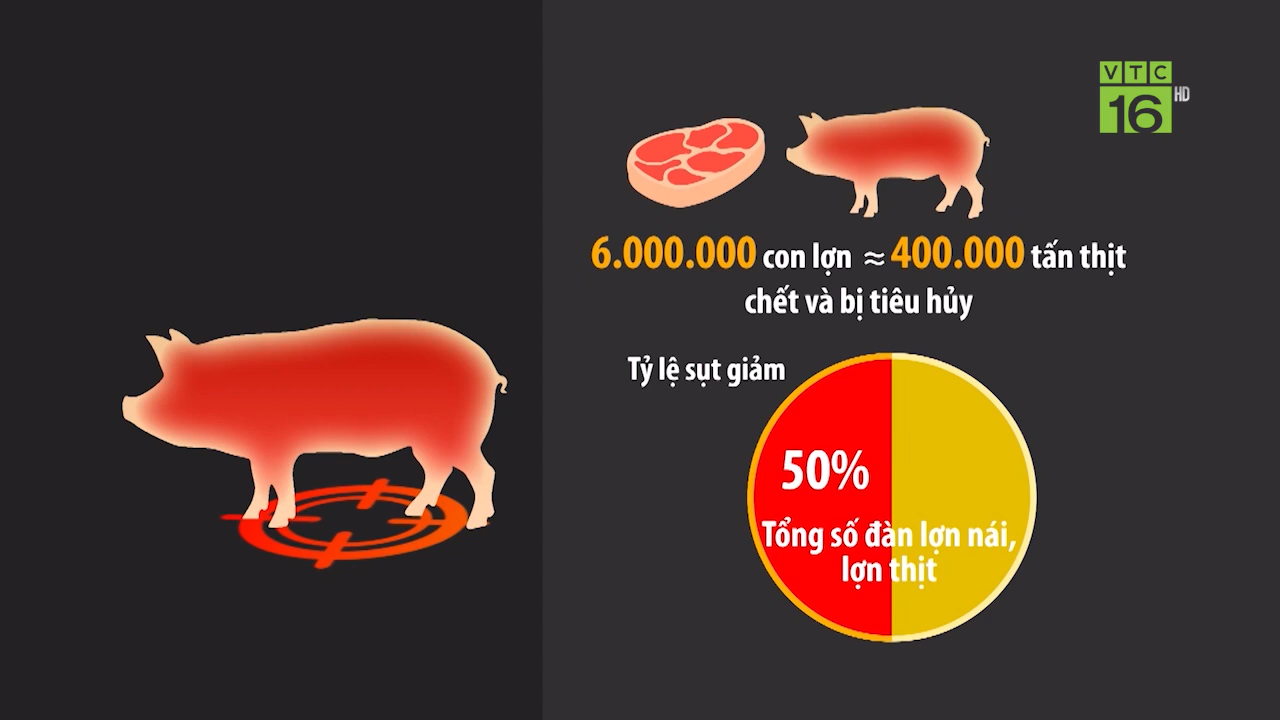 VTC
16 HD
6.000.000 con lợn ≈ 400.000 tấn thịt
chết và bị tiêu hủy
Tỷ lệ sụt giảm
50%
Tổng số đàn lợn nái,
lợn thịt